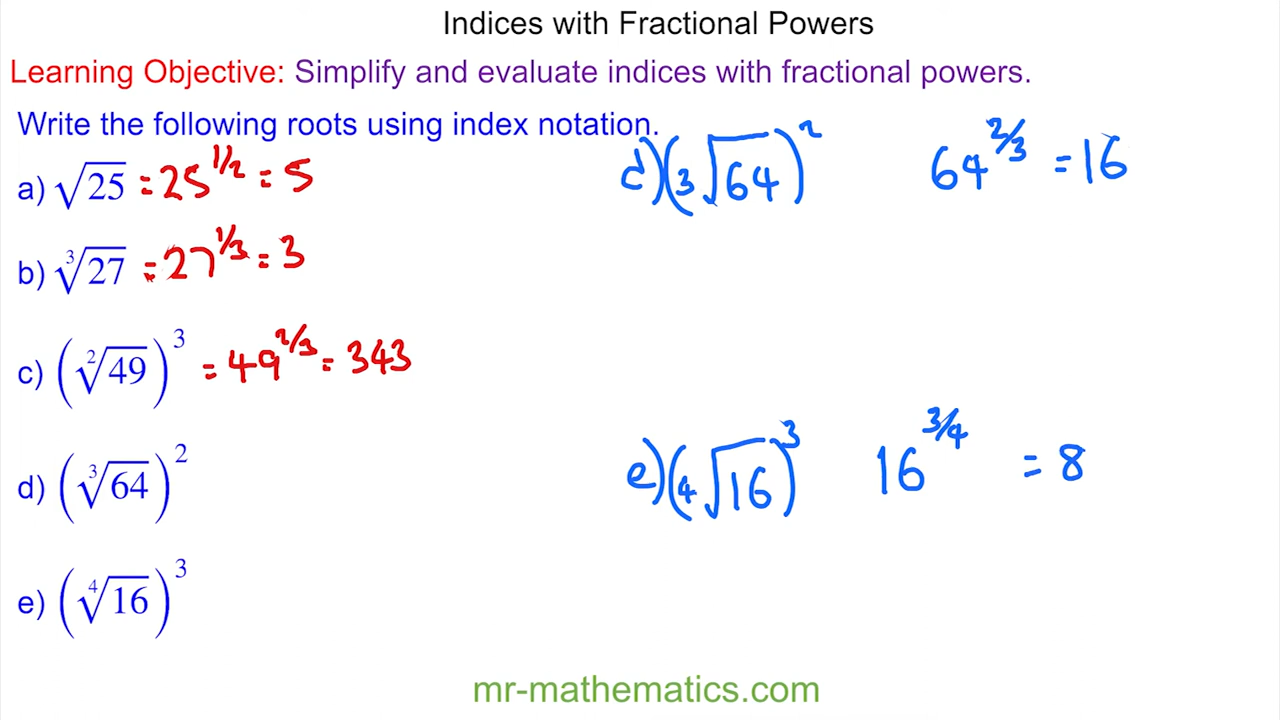 Indices with Fractional Powers
Learning Objective: Simplify and evaluate indices with fractional powers.
Write the following roots using index notation.
a) √25 = 25^1/2 = 5
b) ³√27 = 27^1/3 = 3
c) (²√49)³ = 49^2/3 = 343
d) (³√64)²
e) (⁴√16)³
d) (3√64)² 64^2/3 = 16
e) (4√16)³ 16^3/4 = 8
mr-mathematics.com